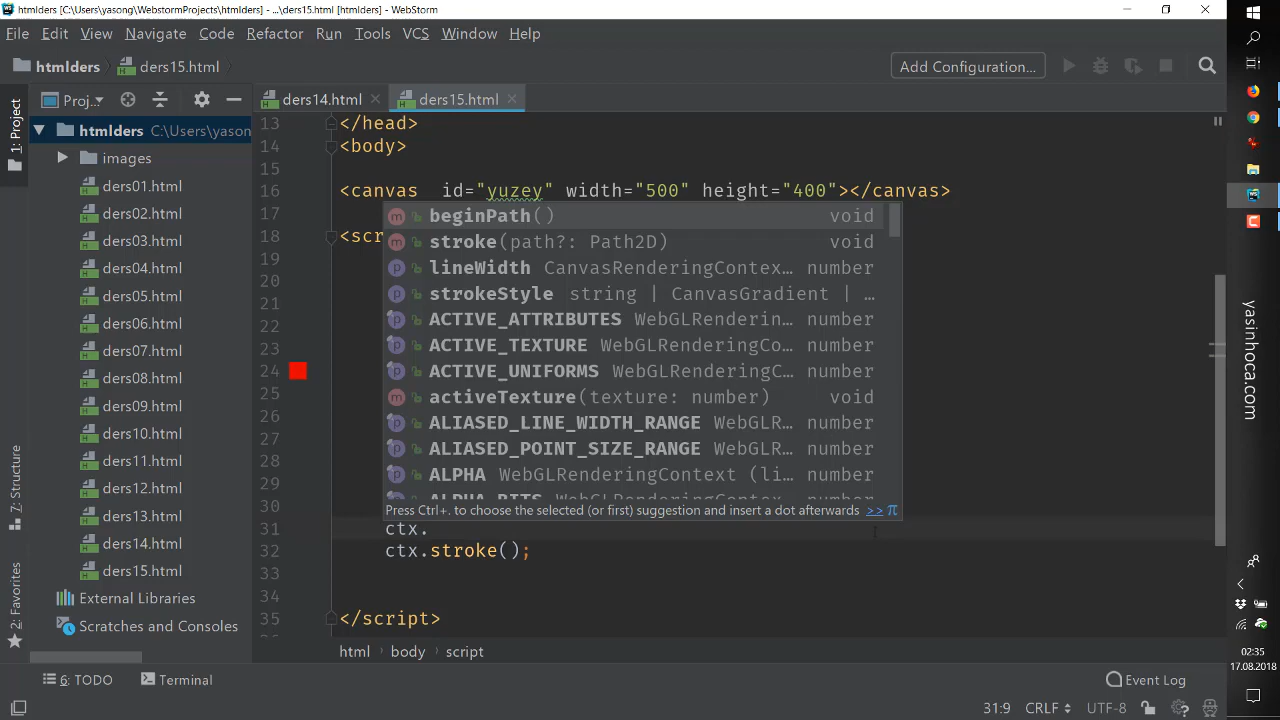 htmlders [C:\Users\yasong\WebstormProjects\htmlders] - ...\ders15.html [htmlders] - WebStorm
File Edit View Navigate Code Refactor Run Tools VCS Window Help
htmlders ders15.html Add Configuration...
Proj... ders14.html ders15.html
1: Project
7: Structure
2: Favorites
htmlders C:\Users\yason
images
ders01.html
ders02.html
ders03.html
ders04.html
ders05.html
ders06.html
ders07.html
ders08.html
ders09.html
ders10.html
ders11.html
ders12.html
ders13.html
ders14.html
ders15.html
External Libraries
Scratches and Consoles
13 </head>
14 <body>
15
16 <canvas  id="yuzey" width="500" height="400"></canvas>
17
18 <scr
19
20
21
22
23
24
25
26
27
28
29
30
31 ctx.
32 ctx.stroke();
33
34
35 </script>
beginPath() void
stroke(path?: Path2D) void
lineWidth CanvasRenderingContex... number
strokeStyle string | CanvasGradient | ...
ACTIVE_ATTRIBUTES WebGLRenderin... number
ACTIVE_TEXTURE WebGLRenderingCo... number
ACTIVE_UNIFORMS WebGLRenderingC... number
activeTexture(texture: number) void
ALIASED_LINE_WIDTH_RANGE WebGLR... number
ALIASED_POINT_SIZE_RANGE WebGLR... number
ALPHA WebGLRenderingContext (li... number
ALPHA_BITS WebGLRenderingContex... number
Press Ctrl+. to choose the selected (or first) suggestion and insert a dot afterwards >> π
html body script
6: TODO Terminal Event Log
31:9 CRLF UTF-8
yasinhoca.com
02:35
17.08.2018